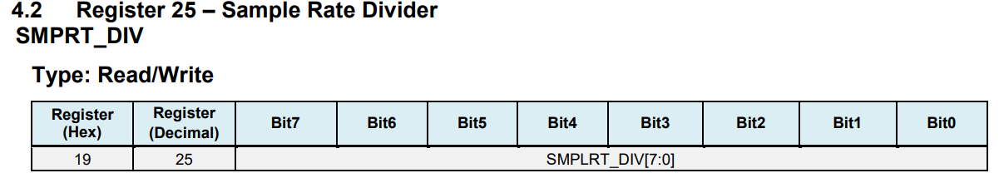 4.2 Register 25 – Sample Rate Divider
SMPRT_DIV
Type: Read/Write
Register (Hex) Register (Decimal) Bit7 Bit6 Bit5 Bit4 Bit3 Bit2 Bit1 Bit0
19 25 SMPLRT_DIV[7:0]